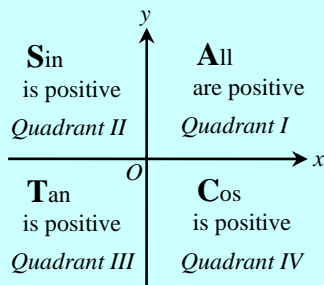 y
Sin
is positive
Quadrant II
All
are positive
Quadrant I
x
O
Tan
is positive
Quadrant III
Cos
is positive
Quadrant IV